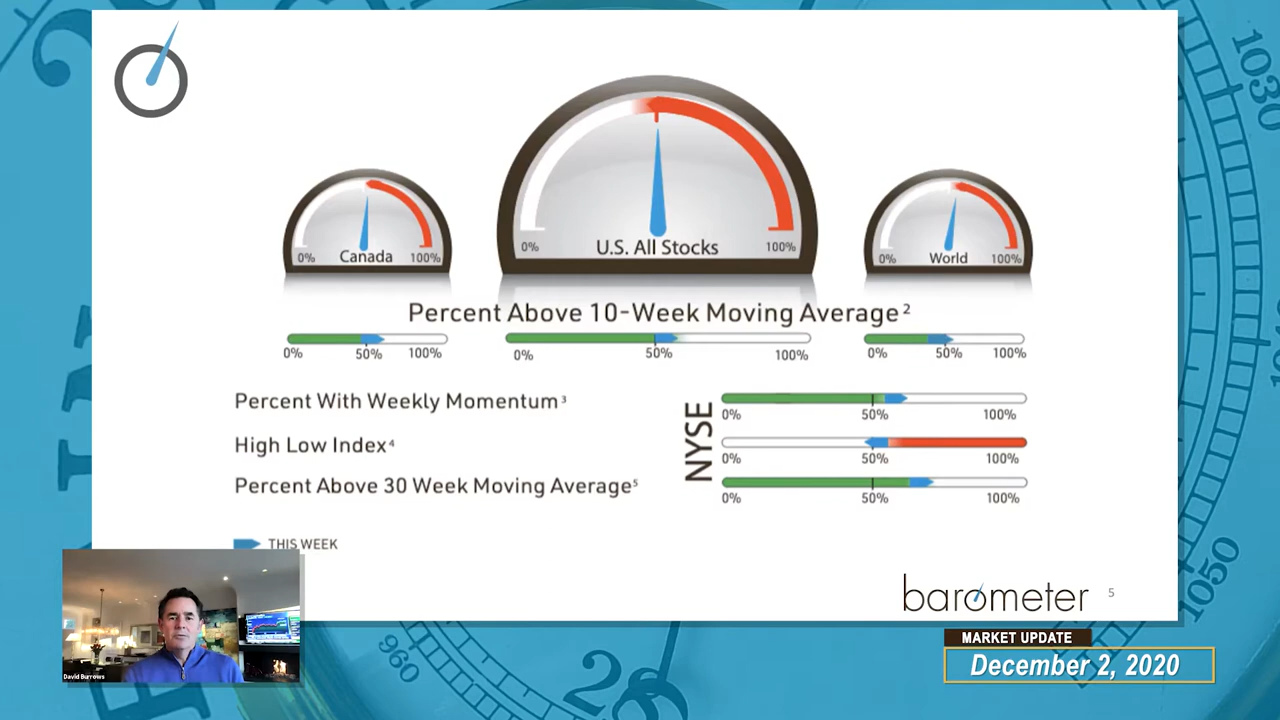 Canada
0%
100%
U.S. All Stocks
0%
100%
World
0%
100%
Percent Above 10-Week Moving Average²
0% 50% 100%
0% 50% 100%
0% 50% 100%
Percent With Weekly Momentum³
High Low Index⁴
Percent Above 30 Week Moving Average⁵
NYSE
0% 50% 100%
0% 50% 100%
0% 50% 100%
THIS WEEK
barometer
5
MARKET UPDATE
December 2, 2020
David Burrows
1030
1050
960
28